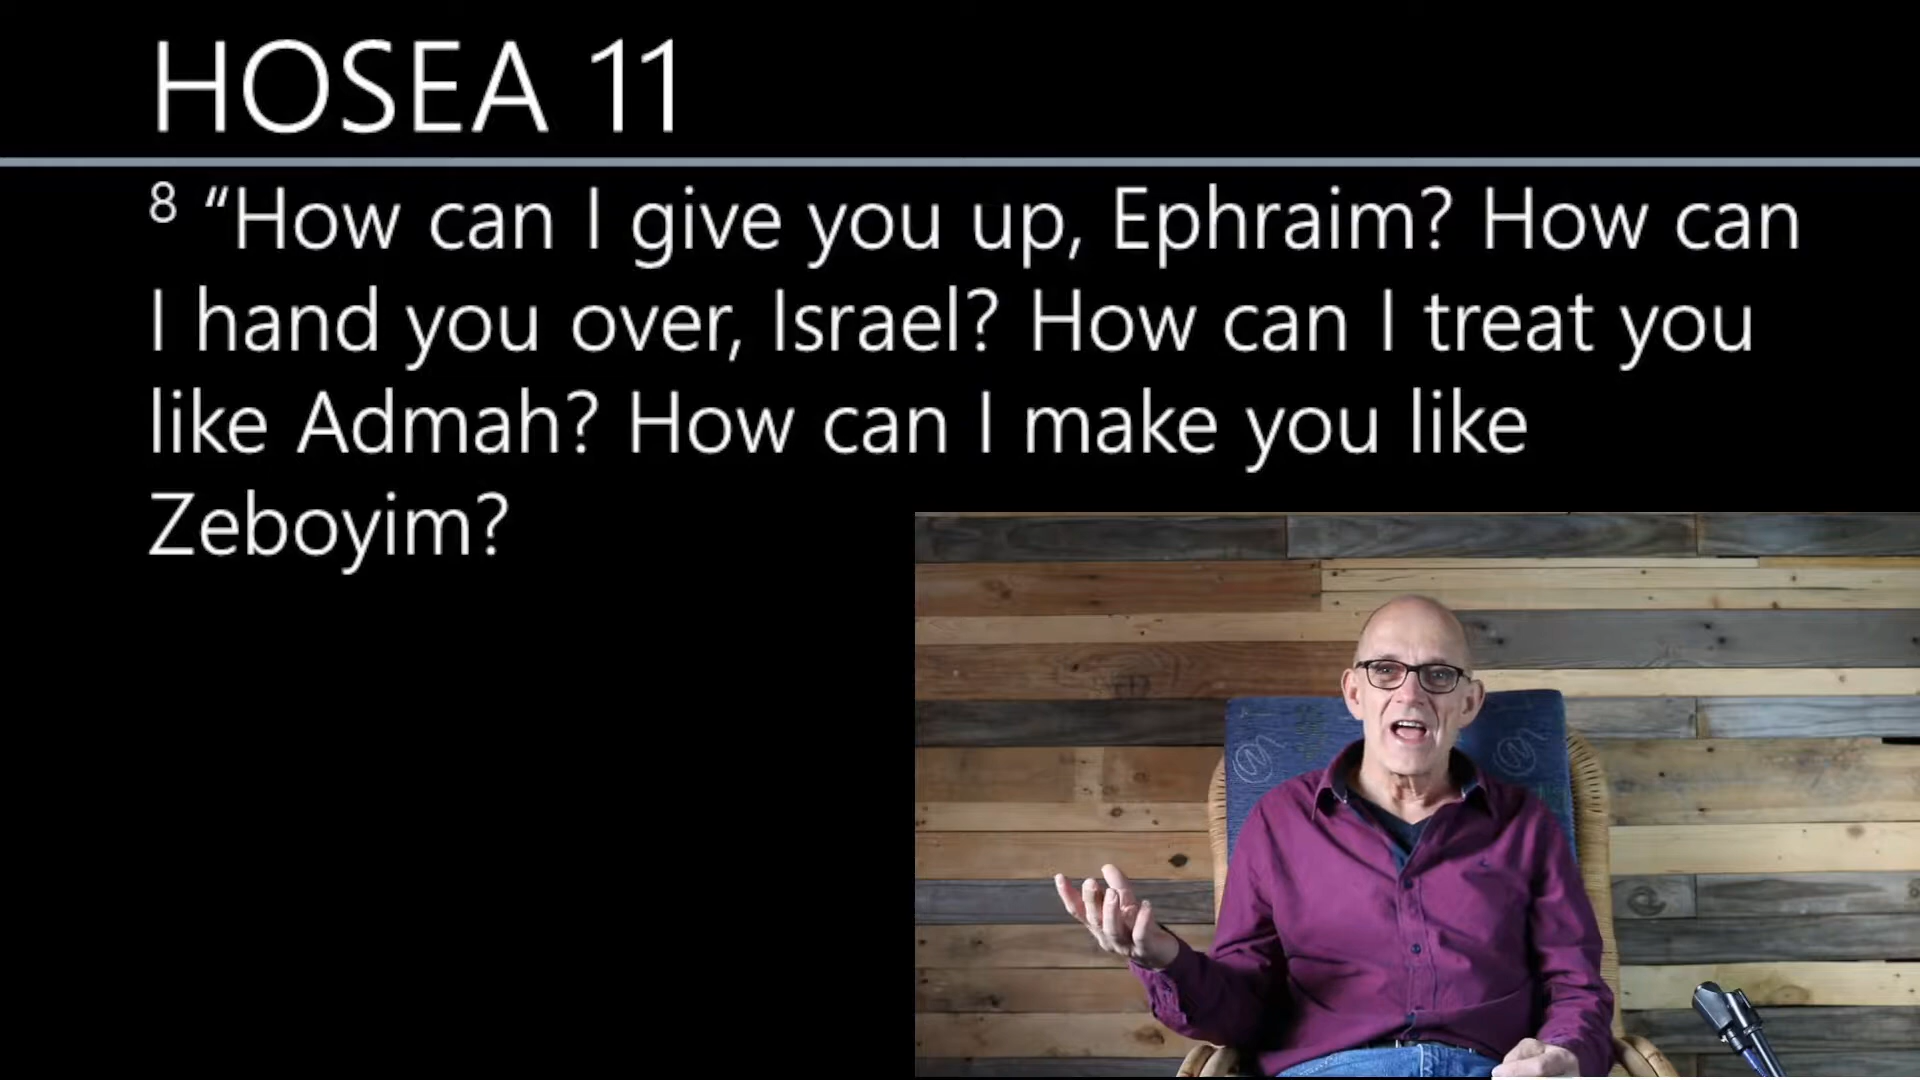 HOSEA 11
8 “How can I give you up, Ephraim? How can
I hand you over, Israel? How can I treat you
like Admah? How can I make you like
Zeboyim?